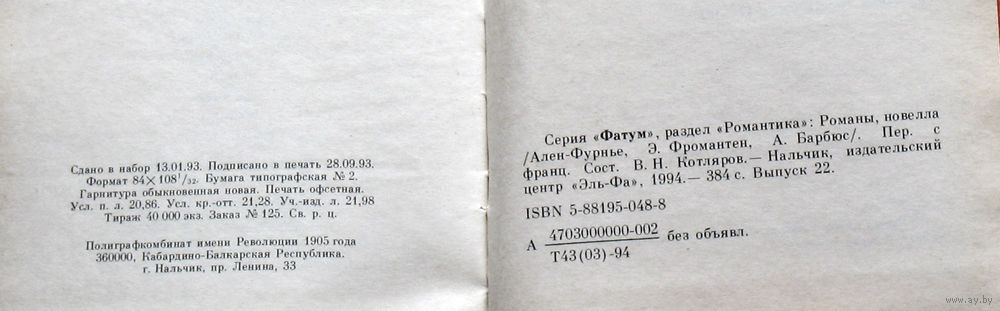 Сдано в набор 13.01.93. Подписано в печать 28.09.93.
Формат 84×108¹/₃₂. Бумага типографская № 2.
Гарнитура обыкновенная новая. Печать офсетная.
Усл. п. л. 20,86. Усл. кр.-отт. 21,28. Уч.-изд. л. 21,98
Тираж 40 000 экз. Заказ № 125. Св. р. ц.
Полиграфкомбинат имени Революции 1905 года
360000, Кабардино-Балкарская Республика.
г. Нальчик, пр. Ленина, 33
Серия «Фатум», раздел «Романтика»: Романы, новелла
/Ален-Фурнье, Э. Фромантен, А. Барбюс/. Пер. с
франц. Сост. В. Н. Котляров.— Нальчик, издательский
центр «Эль-Фа», 1994.— 384 с. Выпуск 22.
ISBN 5-88195-048-8
А 4703000000-002 без объявл.
Т43(03)-94
www.ay.by